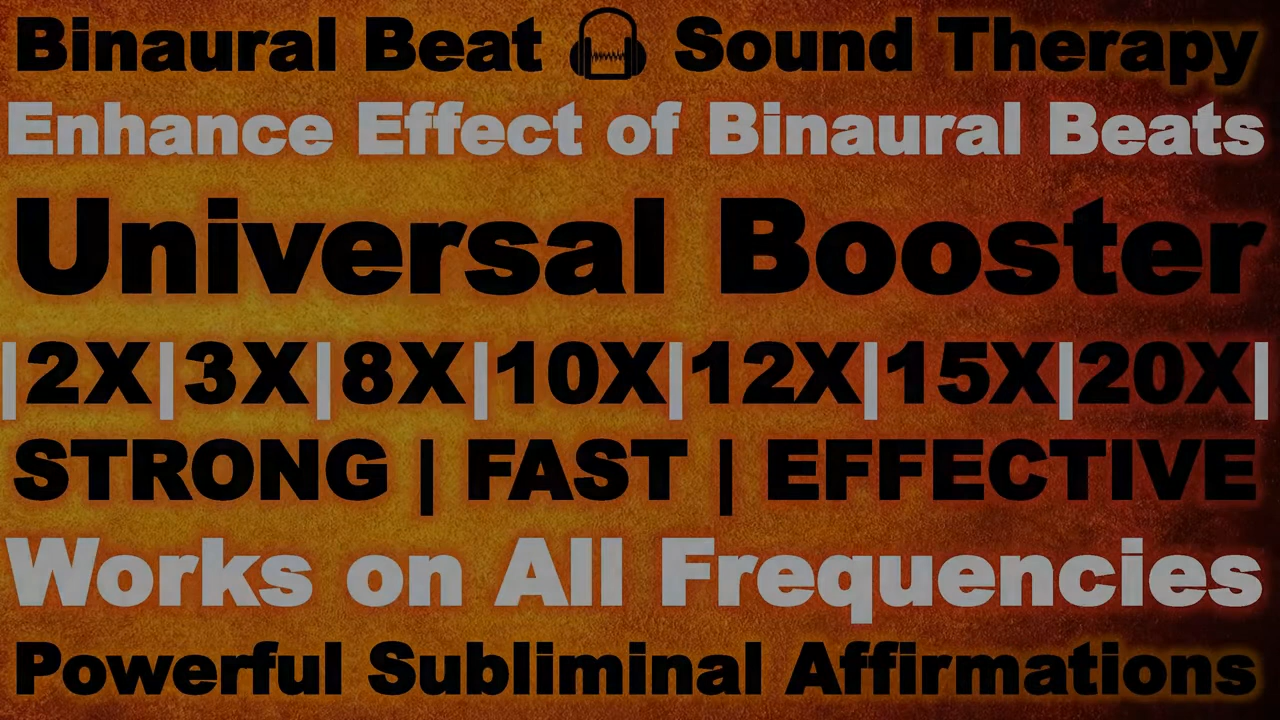 Binaural Beat Sound Therapy
Enhance Effect of Binaural Beats
Universal Booster
|2X|3X|8X|10X|12X|15X|20X|
STRONG | FAST | EFFECTIVE
Works on All Frequencies
Powerful Subliminal Affirmations